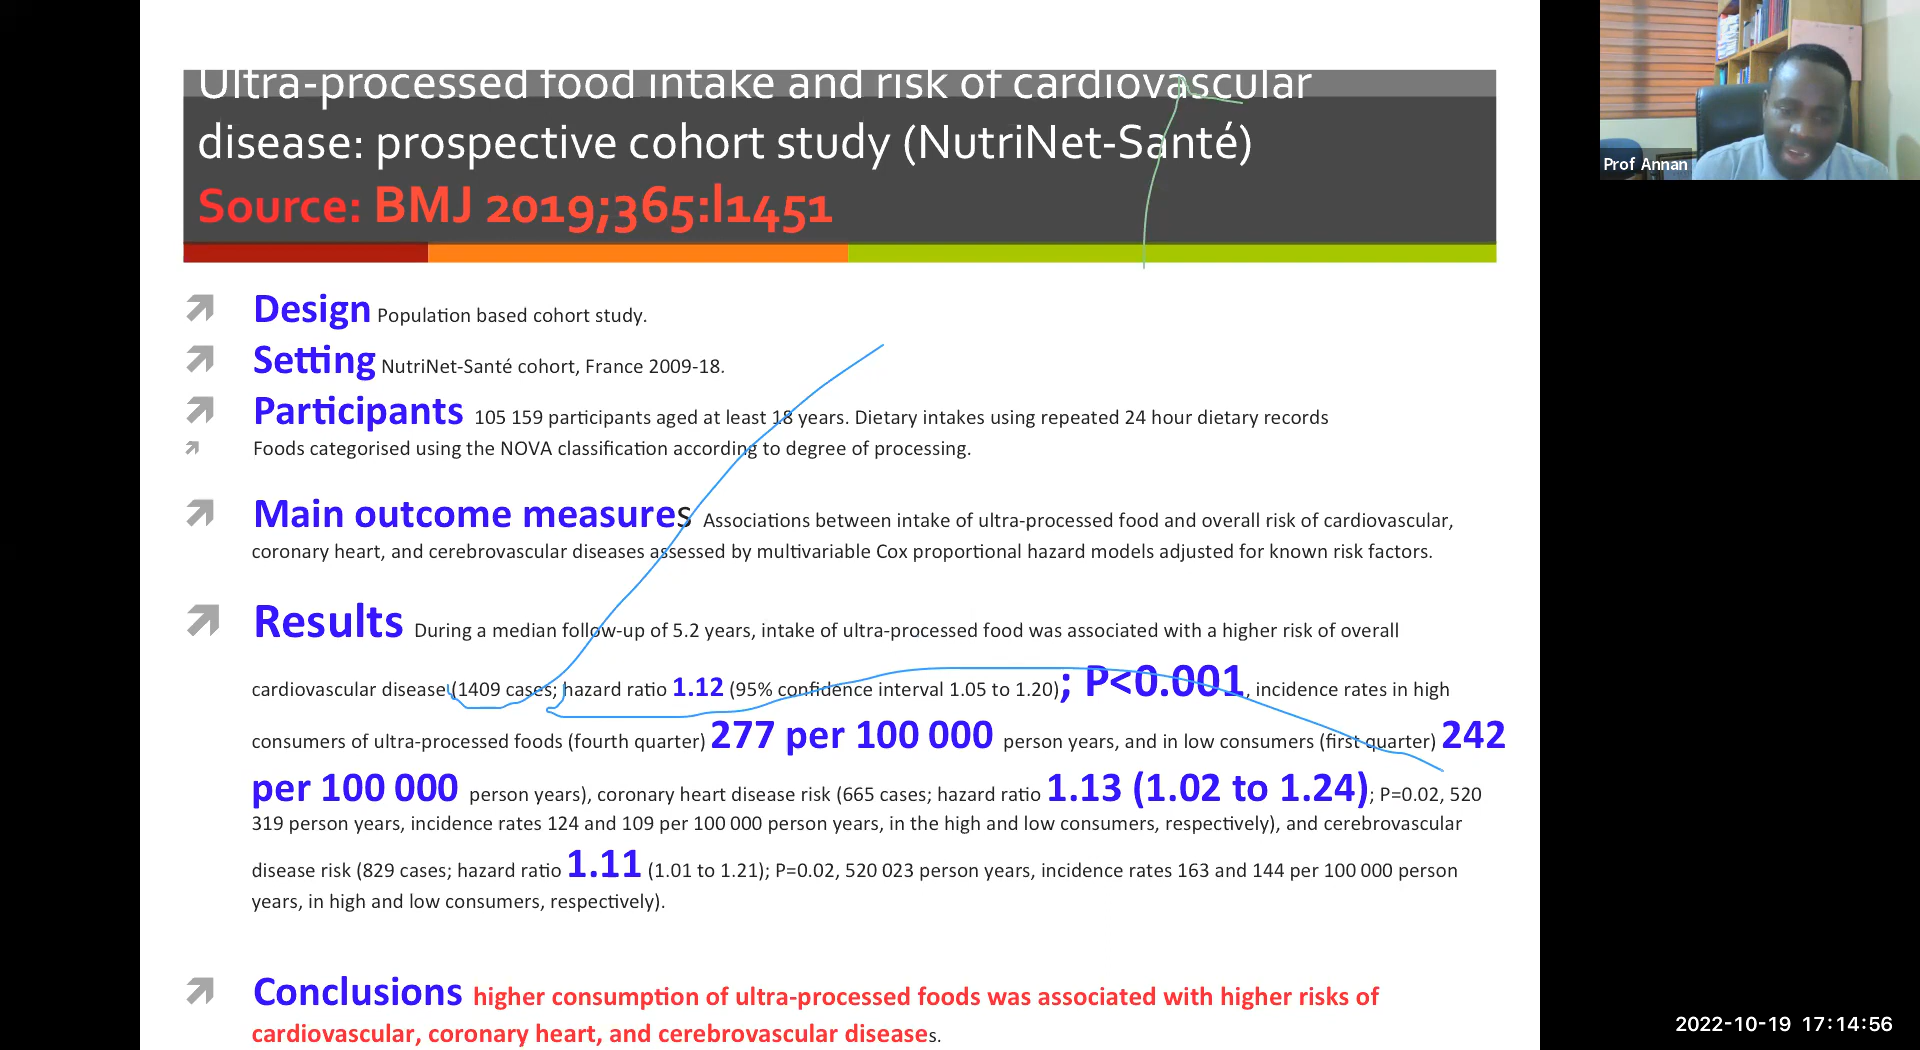 Ultra-processed food intake and risk of cardiovascular
disease: prospective cohort study (NutriNet-Santé)
Source: BMJ 2019;365:l1451
Prof Annan
Design Population based cohort study.
Setting NutriNet-Santé cohort, France 2009-18.
Participants 105 159 participants aged at least 18 years. Dietary intakes using repeated 24 hour dietary records
Foods categorised using the NOVA classification according to degree of processing.
Main outcome measures Associations between intake of ultra-processed food and overall risk of cardiovascular,
coronary heart, and cerebrovascular diseases assessed by multivariable Cox proportional hazard models adjusted for known risk factors.
Results During a median follow-up of 5.2 years, intake of ultra-processed food was associated with a higher risk of overall
cardiovascular disease (1409 cases; hazard ratio 1.12 (95% confidence interval 1.05 to 1.20); P<0.001, incidence rates in high
consumers of ultra-processed foods (fourth quarter) 277 per 100 000 person years, and in low consumers (first quarter) 242
per 100 000 person years), coronary heart disease risk (665 cases; hazard ratio 1.13 (1.02 to 1.24); P=0.02, 520
319 person years, incidence rates 124 and 109 per 100 000 person years, in the high and low consumers, respectively), and cerebrovascular
disease risk (829 cases; hazard ratio 1.11 (1.01 to 1.21); P=0.02, 520 023 person years, incidence rates 163 and 144 per 100 000 person
years, in high and low consumers, respectively).
Conclusions higher consumption of ultra-processed foods was associated with higher risks of
cardiovascular, coronary heart, and cerebrovascular diseases.
2022-10-19 17:14:56